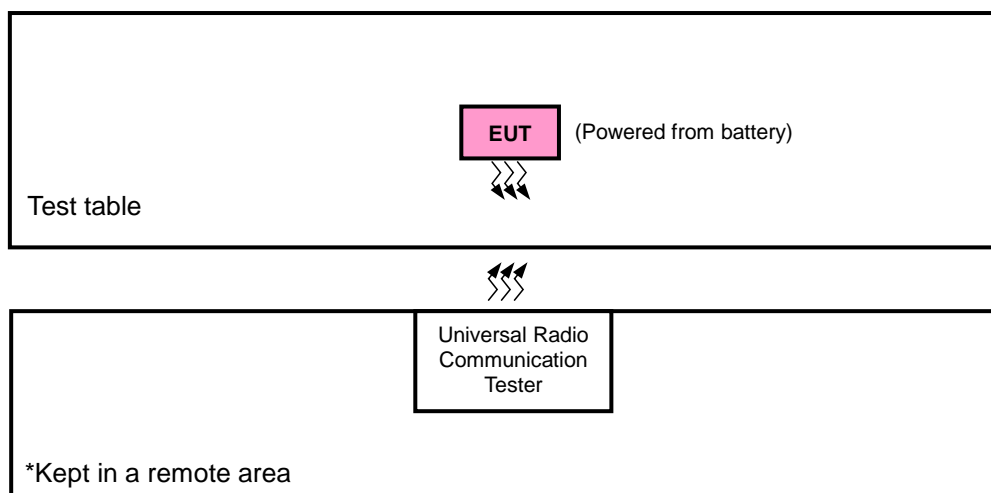 EUT
(Powered from battery)
Test table
Universal Radio
Communication
Tester
*Kept in a remote area